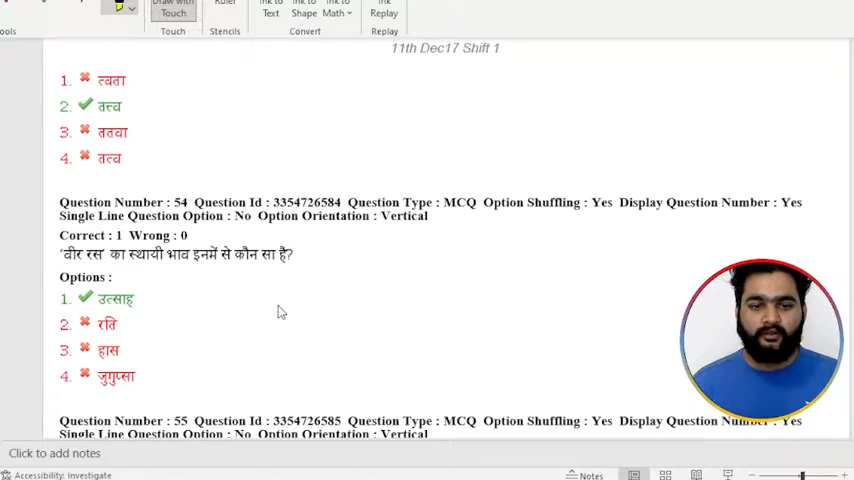 Draw with
Touch
Ruler
Ink to
Text
Ink to
Shape
Ink to
Math
Ink
Replay
ools
Touch
Stencils
Convert
Replay
11th Dec17 Shift 1
1. त्वता
2. तत्त्व
3. ततवा
4. तत्व
Question Number : 54 Question Id : 3354726584 Question Type : MCQ Option Shuffling : Yes Display Question Number : Yes
Single Line Question Option : No Option Orientation : Vertical
Correct : 1 Wrong : 0
‘वीर रस’ का स्थायी भाव इनमें से कौन सा है?
Options :
1. उत्साह
2. रति
3. हास
4. जुगुप्सा
Question Number : 55 Question Id : 3354726585 Question Type : MCQ Option Shuffling : Yes Display Question Number : Yes
Single Line Question Option : No Option Orientation : Vertical
Click to add notes
Accessibility: Investigate
Notes